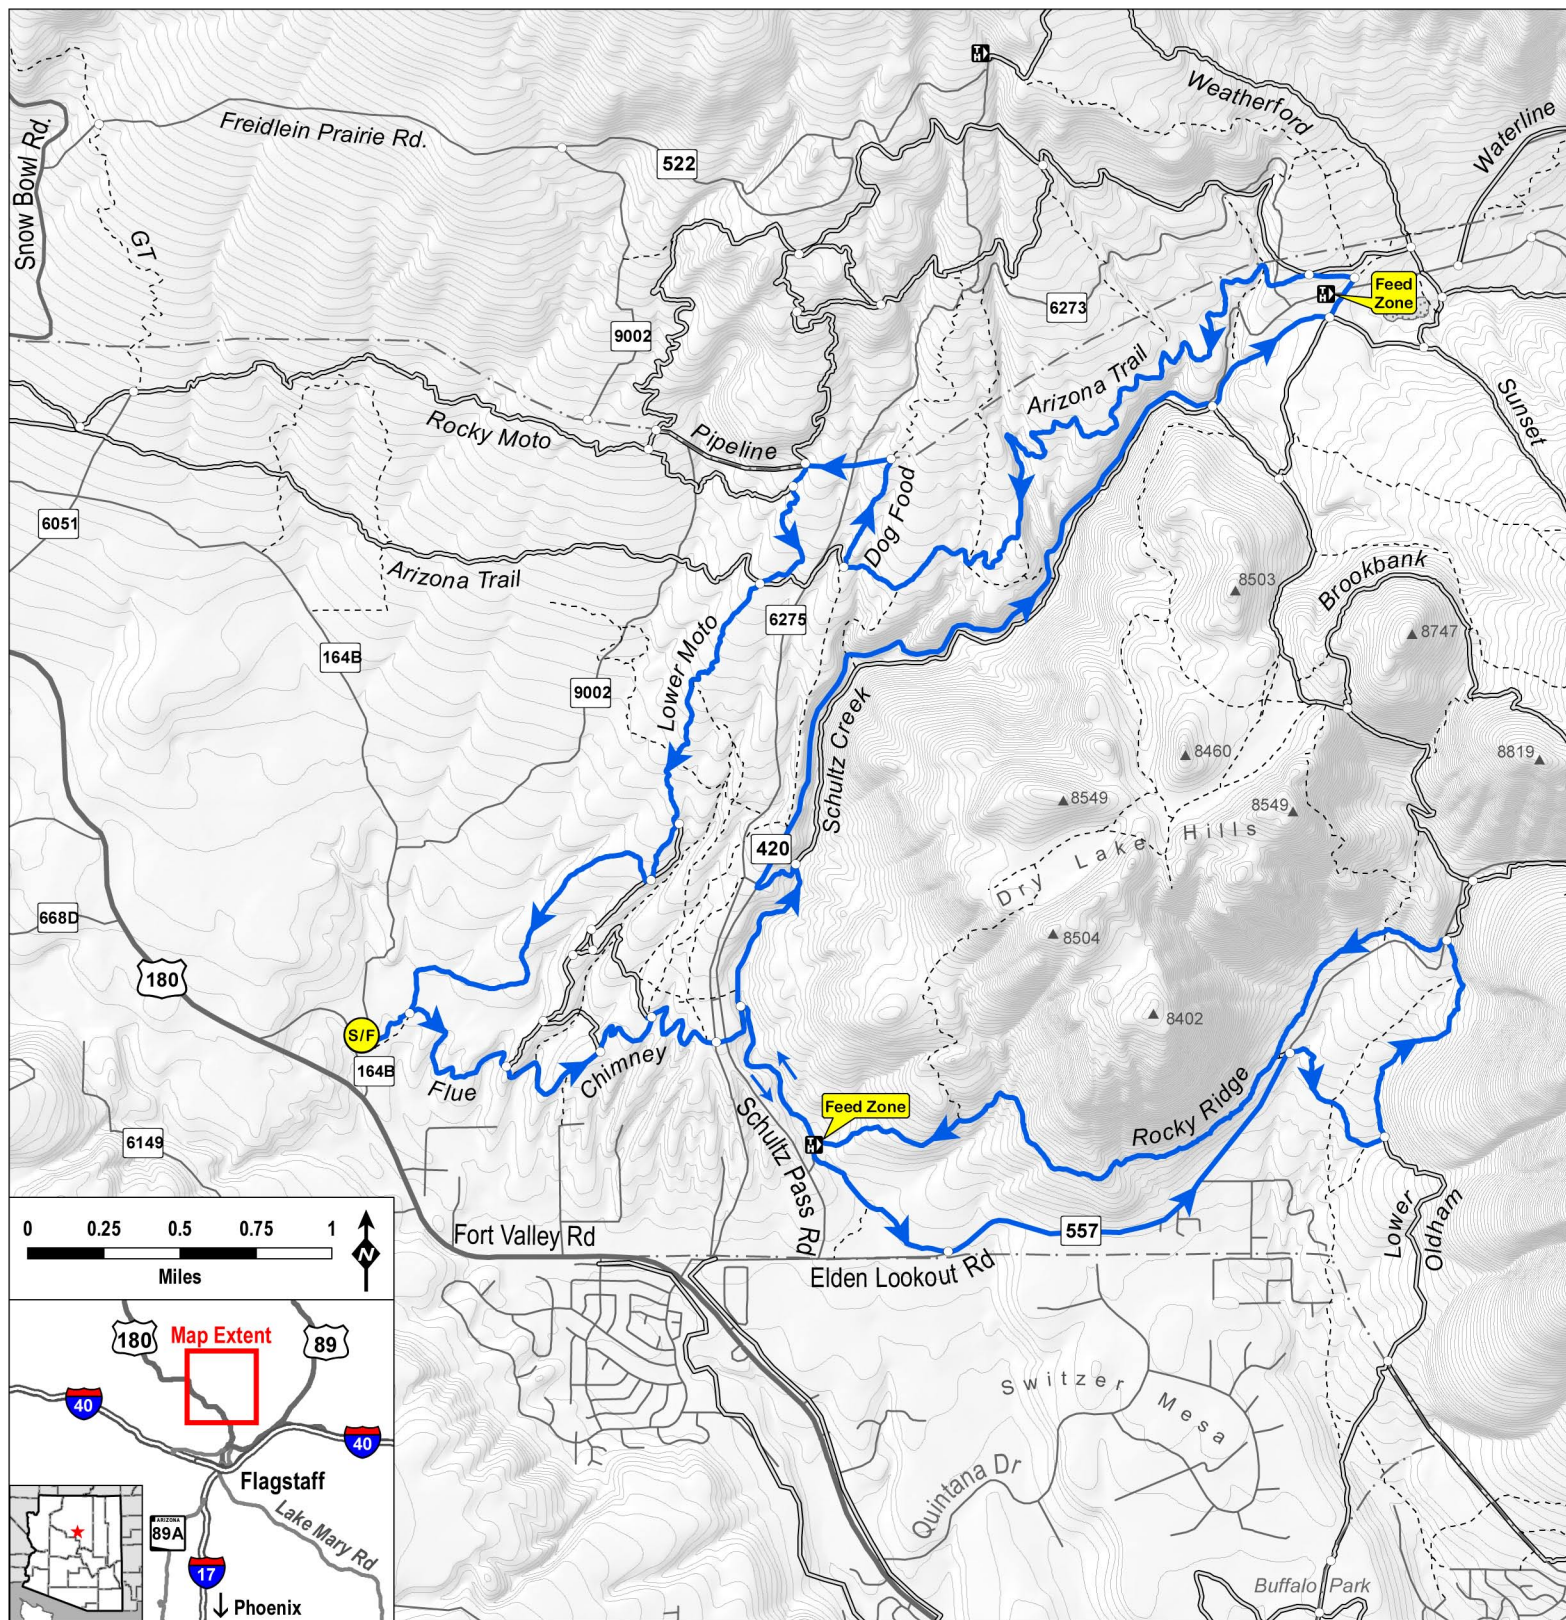 Weatherford
Waterline
Freidlein Prairie Rd.
522
Snow Bowl Rd.
GT
TH
Feed
Zone
TH
6273
9002
Arizona Trail
Sunset
Rocky Moto
Pipeline
Dog Food
6051
Arizona Trail
Brookbank
8503
8747
6275
Lower Moto
164B
9002
Schultz Creek
8460
8819
8549
8549
420
Dry Lake Hills
668D
8504
180
8402
S/F
164B
Flue
Chimney
Feed Zone
TH
Rocky Ridge
6149
Schultz Pass Rd
Lower
Oldham
557
Fort Valley Rd
Elden Lookout Rd
0 0.25 0.5 0.75 1
Miles
N
180
Map Extent
89
40
40
Flagstaff
Lake Mary Rd
ARIZONA
89A
17
Phoenix
Switzer
Mesa
Quintana Dr
Buffalo Park